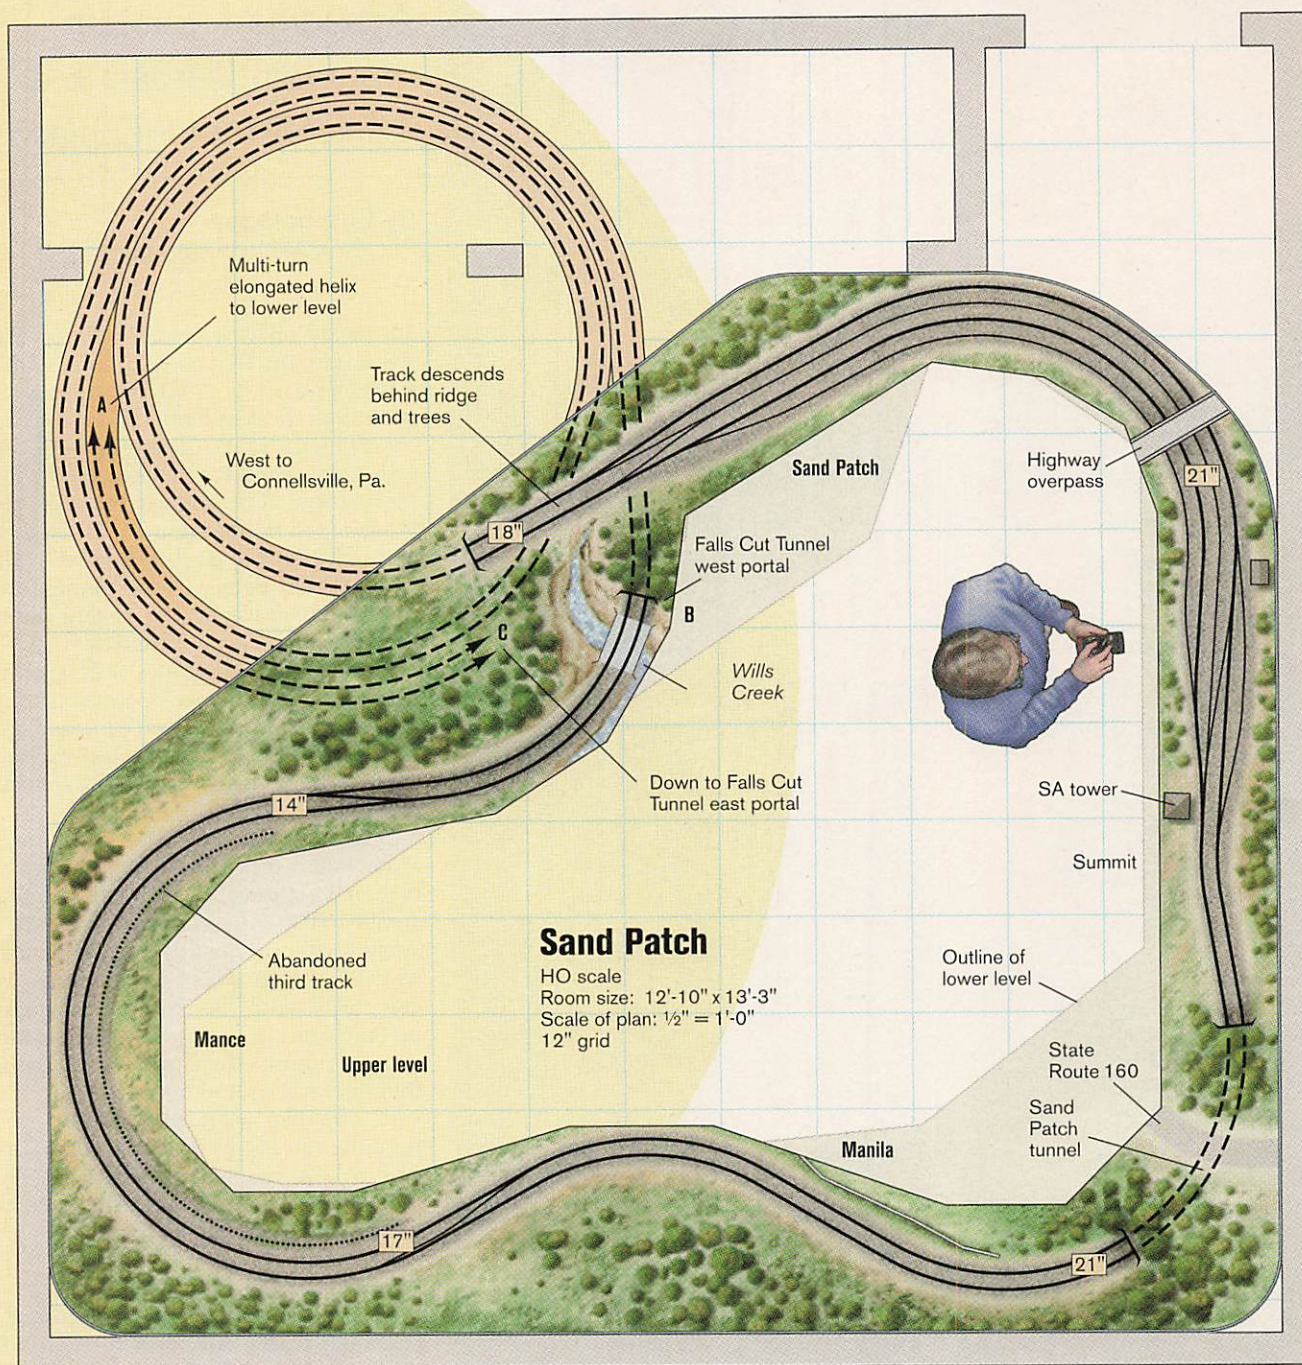 Multi-turn
elongated helix
to lower level
Track descends
behind ridge
and trees
A
West to
Connellsville, Pa.
Sand Patch
Highway
overpass
21"
18"
Falls Cut Tunnel
west portal
B
C
Wills
Creek
Down to Falls Cut
Tunnel east portal
14"
SA tower
Summit
Abandoned
third track
Sand Patch
HO scale
Room size: 12'-10" x 13'-3"
Scale of plan: ½" = 1'-0"
12" grid
Outline of
lower level
Mance
Upper level
State
Route 160
Sand
Patch
tunnel
Manila
17"
21"